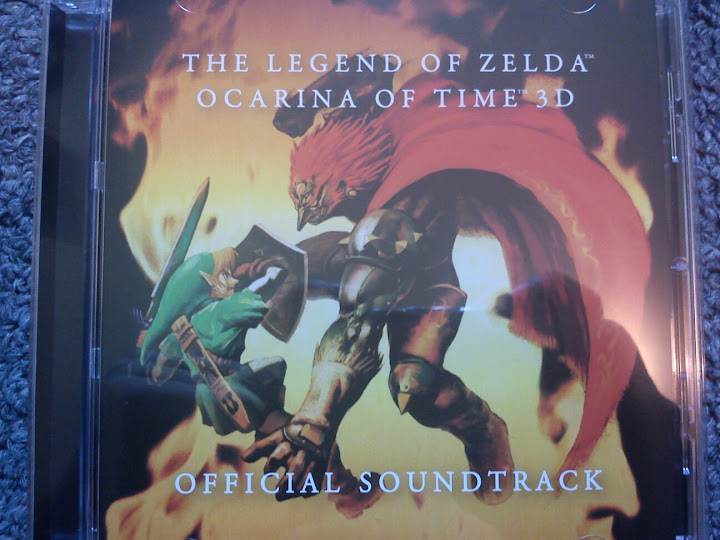 THE LEGEND OF ZELDA™
OCARINA OF TIME™ 3D
OFFICIAL SOUNDTRACK